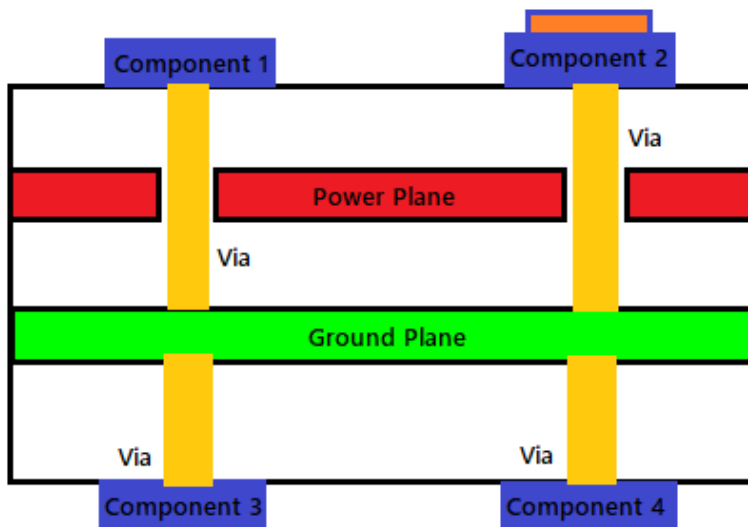 Component 1
Component 2
Via
Power Plane
Via
Ground Plane
Via
Via
Component 3
Component 4